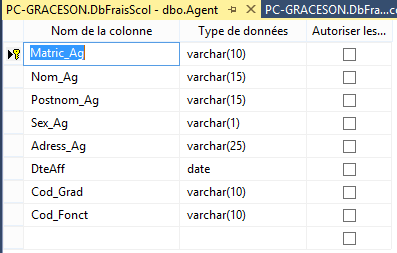 PC-GRACESON.DbFraisScol - dbo.Agent PC-GRACESON.DbFra...c
Nom de la colonne Type de données Autoriser les...
Matric_Ag varchar(10)
Nom_Ag varchar(15)
Postnom_Ag varchar(15)
Sex_Ag varchar(1)
Adress_Ag varchar(25)
DteAff date
Cod_Grad varchar(10)
Cod_Fonct varchar(10)